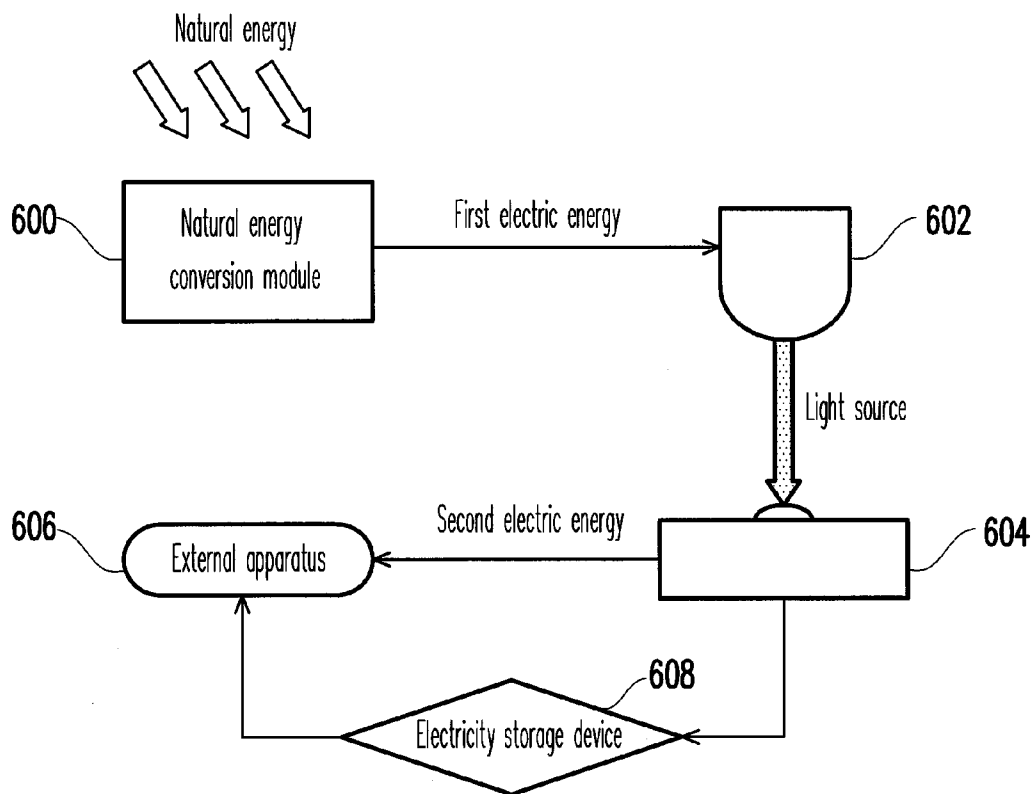 Natural energy
600
Natural energy
conversion module
First electric energy
602
Light source
606
External apparatus
Second electric energy
604
608
Electricity storage device